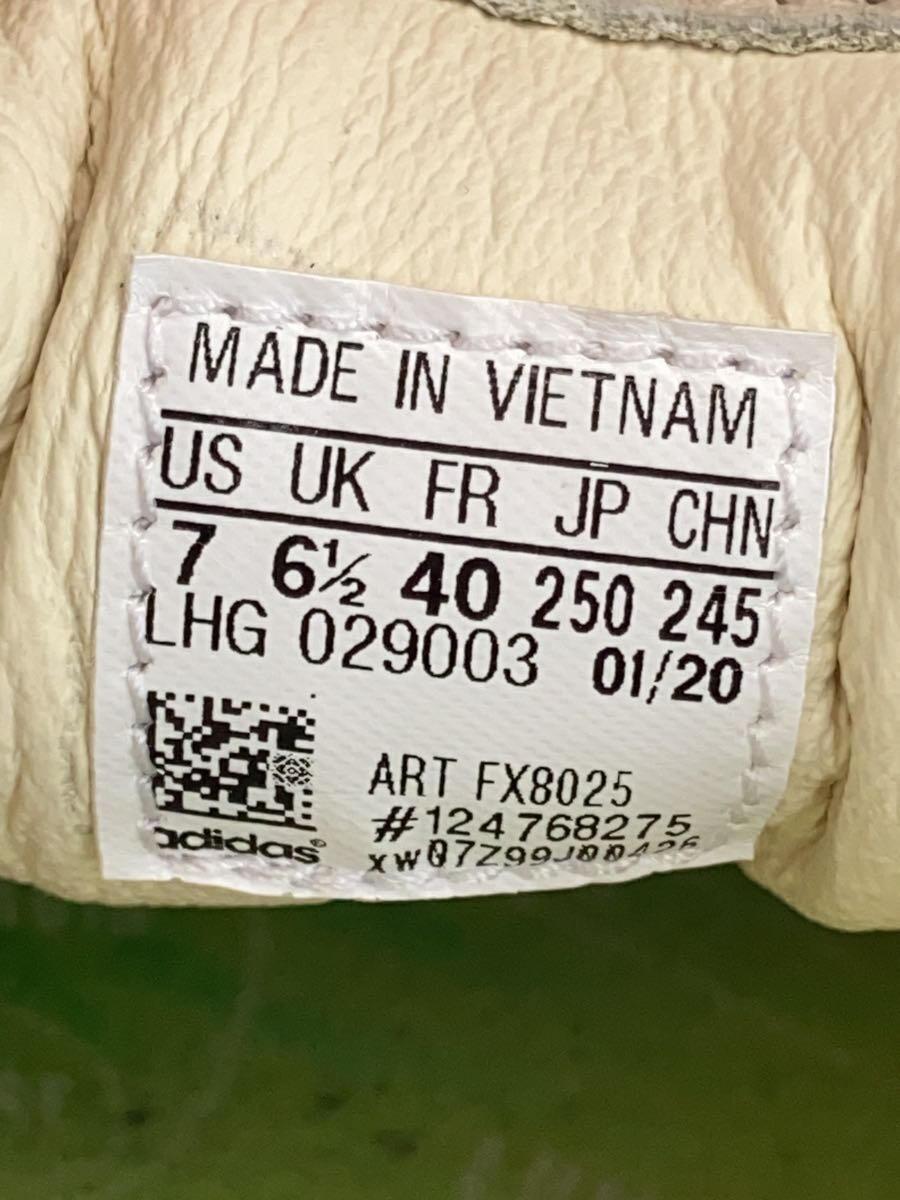 MADE IN VIETNAM
US UK FR JP CHN
7 6½ 40 250 245
LHG 029003 01/20
ART FX8025
#124768275
adidas®